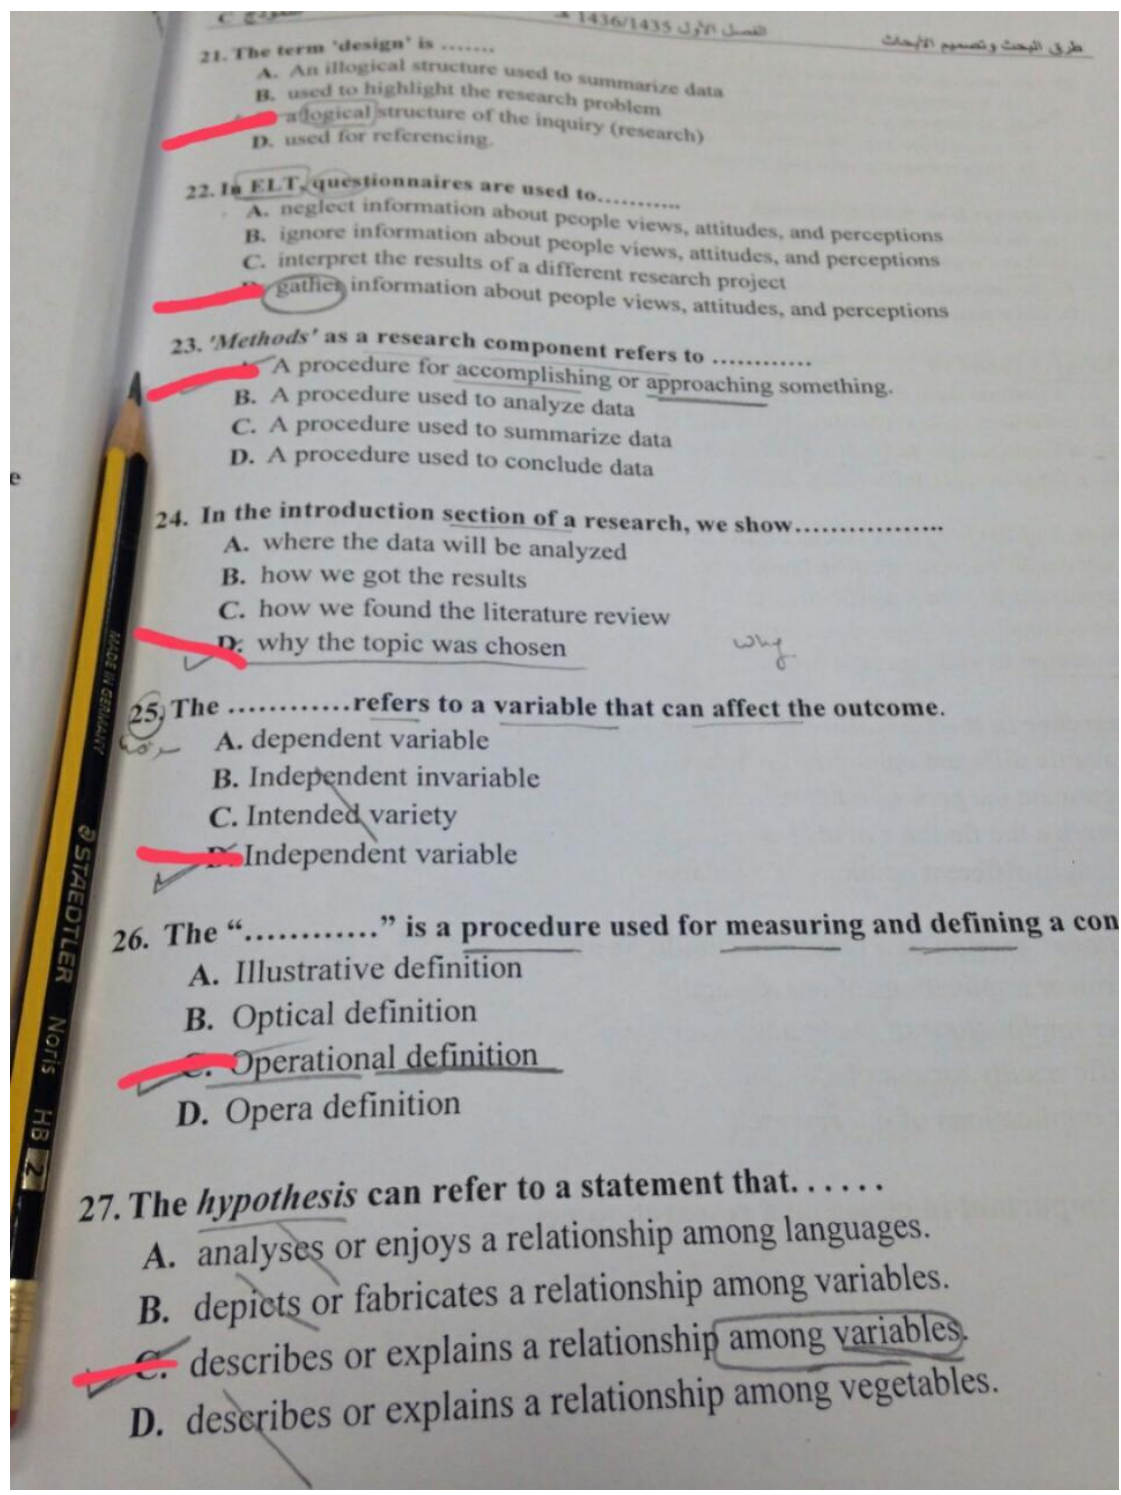 نموذج C
الفصل الأول 1436/1435 هـ
طرق البحث وتصميم الأبحاث
21. The term 'design' is .......
A. An illogical structure used to summarize data
B. used to highlight the research problem
a logical structure of the inquiry (research)
D. used for referencing.
22. In ELT, questionnaires are used to...........
A. neglect information about people views, attitudes, and perceptions
B. ignore information about people views, attitudes, and perceptions
C. interpret the results of a different research project
gather information about people views, attitudes, and perceptions
23. 'Methods' as a research component refers to ............
A procedure for accomplishing or approaching something.
B. A procedure used to analyze data
C. A procedure used to summarize data
D. A procedure used to conclude data
e
24. In the introduction section of a research, we show.................
A. where the data will be analyzed
B. how we got the results
C. how we found the literature review
D. why the topic was chosen
why
25. The ............refers to a variable that can affect the outcome.
A. dependent variable
B. Independent invariable
C. Intended variety
D. Independent variable
26. The “............” is a procedure used for measuring and defining a con
A. Illustrative definition
B. Optical definition
C. Operational definition
D. Opera definition
27. The hypothesis can refer to a statement that......
A. analyses or enjoys a relationship among languages.
B. depicts or fabricates a relationship among variables.
C. describes or explains a relationship among variables.
D. describes or explains a relationship among vegetables.
MADE IN GERMANY
STAEDTLER Noris HB 2